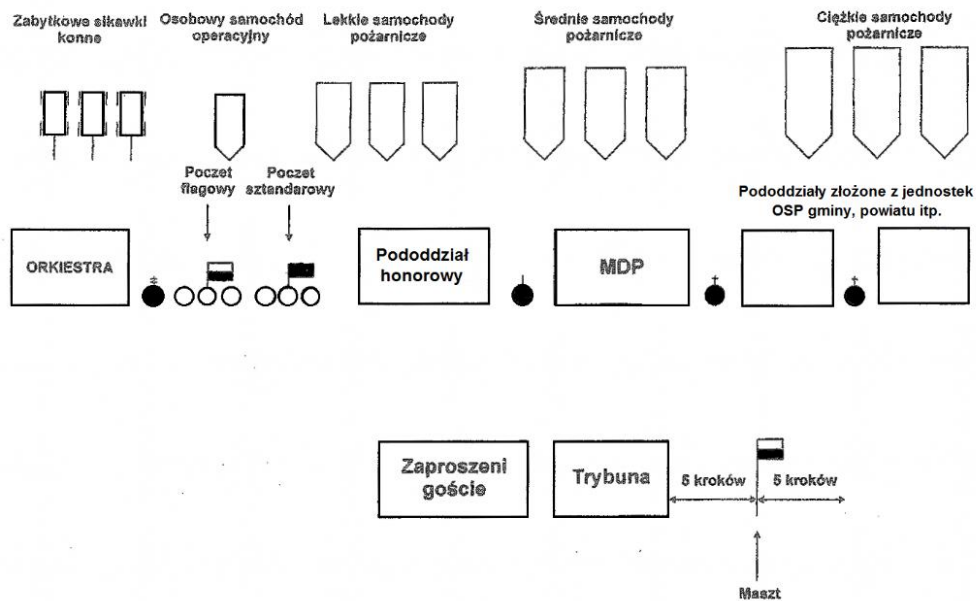 Zabytkowe sikawki
konne
Osobowy samochód
operacyjny
Lekkie samochody
pożarnicze
Średnie samochody
pożarnicze
Ciężkie samochody
pożarnicze
Poczet
flagowy
Poczet
sztandarowy
Pododdziały złożone z jednostek
OSP gminy, powiatu itp.
ORKIESTRA
Pododdział
honorowy
MDP
Zaproszeni
goście
Trybuna
5 kroków
5 kroków
Maszt